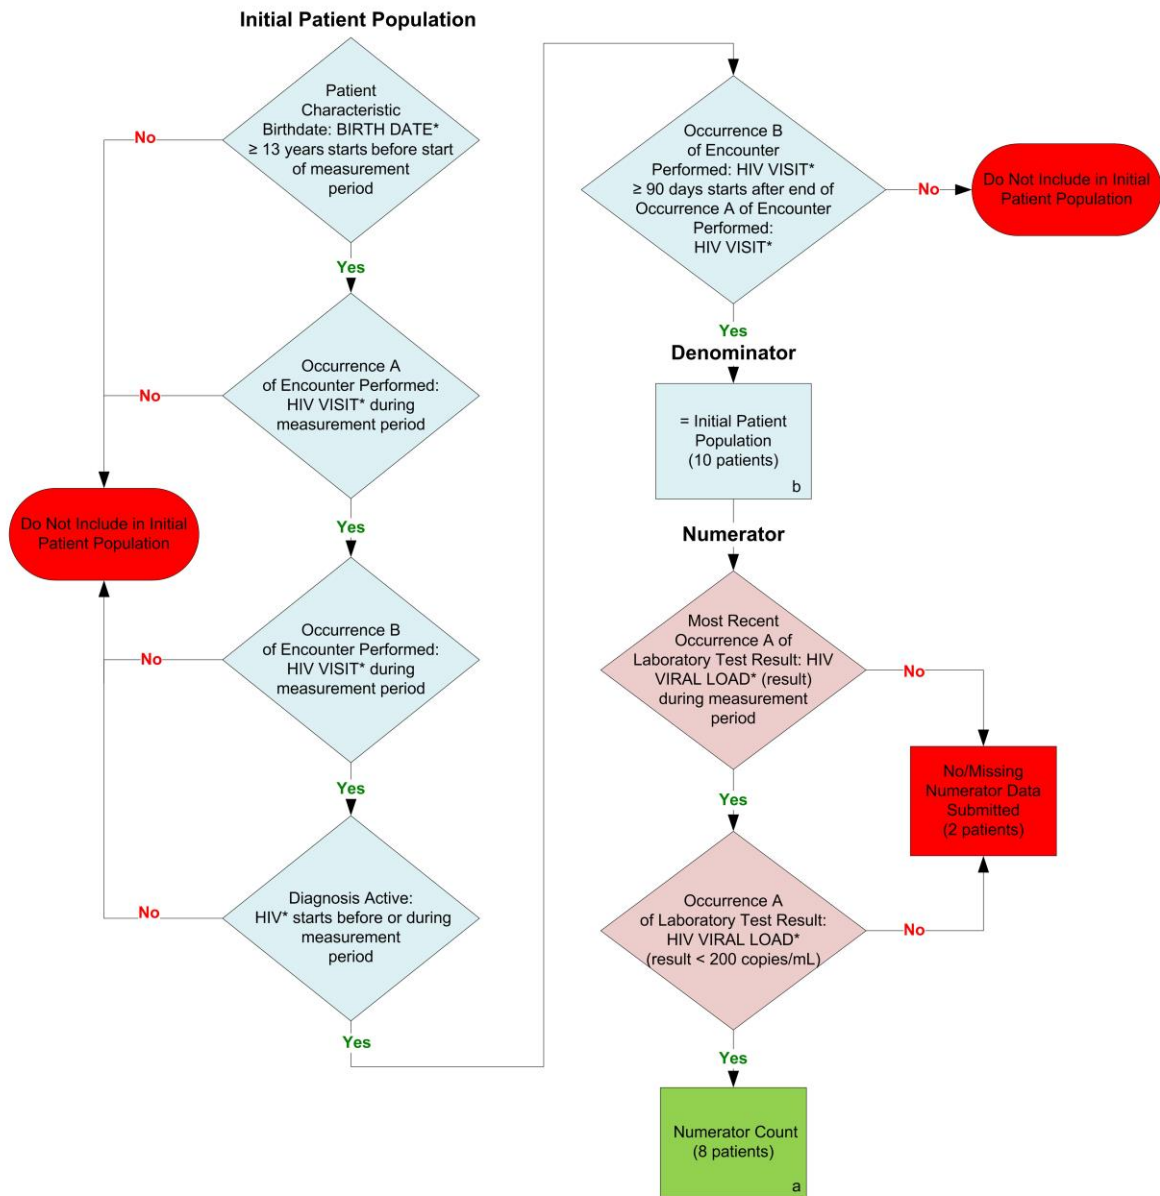 Initial Patient Population
Patient
Characteristic
Birthdate: BIRTH DATE*
≥ 13 years starts before start
of measurement
period
No
Yes
Occurrence A
of Encounter Performed:
HIV VISIT* during
measurement period
No
Yes
Do Not Include in Initial
Patient Population
Occurrence B
of Encounter Performed:
HIV VISIT* during
measurement period
No
Yes
Diagnosis Active:
HIV* starts before or during
measurement
period
No
Yes
Occurrence B
of Encounter
Performed: HIV VISIT*
≥ 90 days starts after end of
Occurrence A of Encounter
Performed:
HIV VISIT*
No
Do Not Include in Initial
Patient Population
Yes
Denominator
= Initial Patient
Population
(10 patients)
b
Numerator
Most Recent
Occurrence A of
Laboratory Test Result: HIV
VIRAL LOAD* (result)
during measurement
period
No
Yes
No/Missing
Numerator Data
Submitted
(2 patients)
Occurrence A
of Laboratory Test Result:
HIV VIRAL LOAD*
(result < 200 copies/mL)
No
Yes
Numerator Count
(8 patients)
a